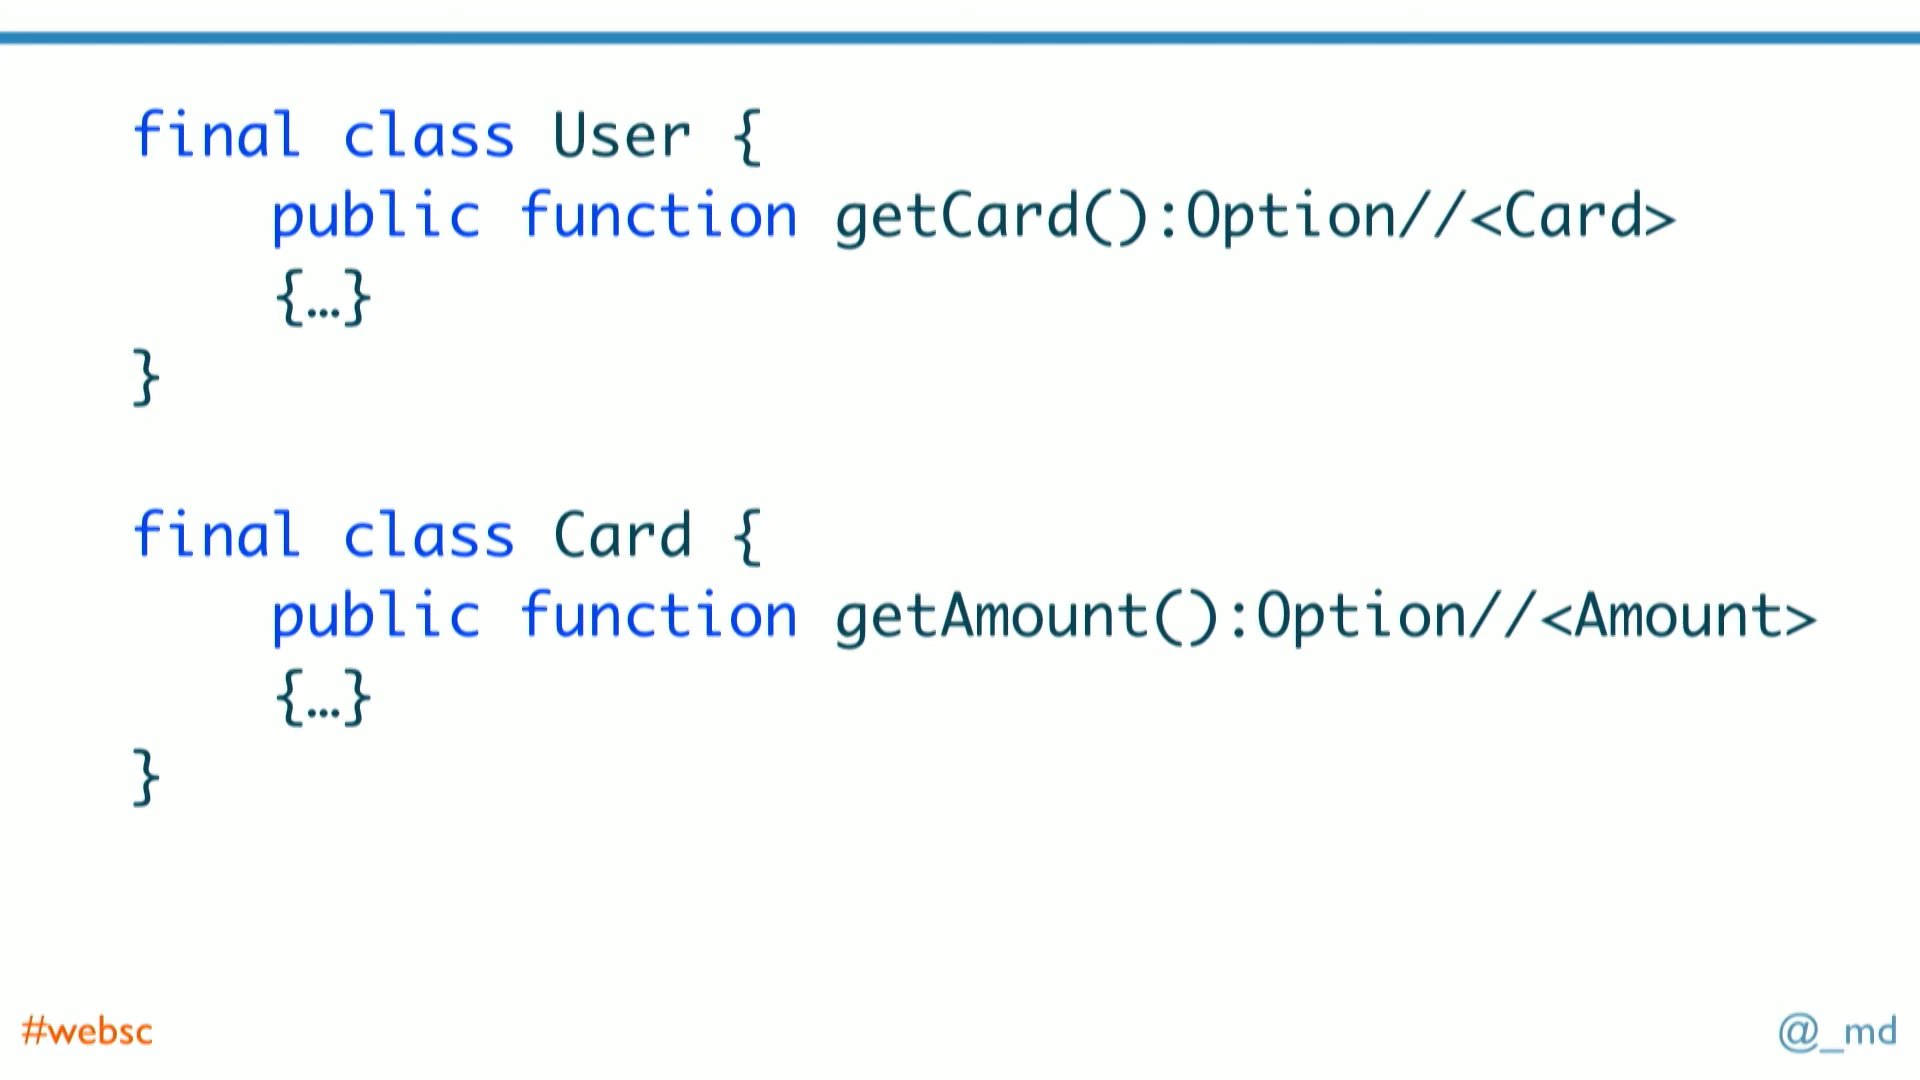 final class User {
    public function getCard():Option//<Card>
    {…}
}
final class Card {
    public function getAmount():Option//<Amount>
    {…}
}
#websc
@_md